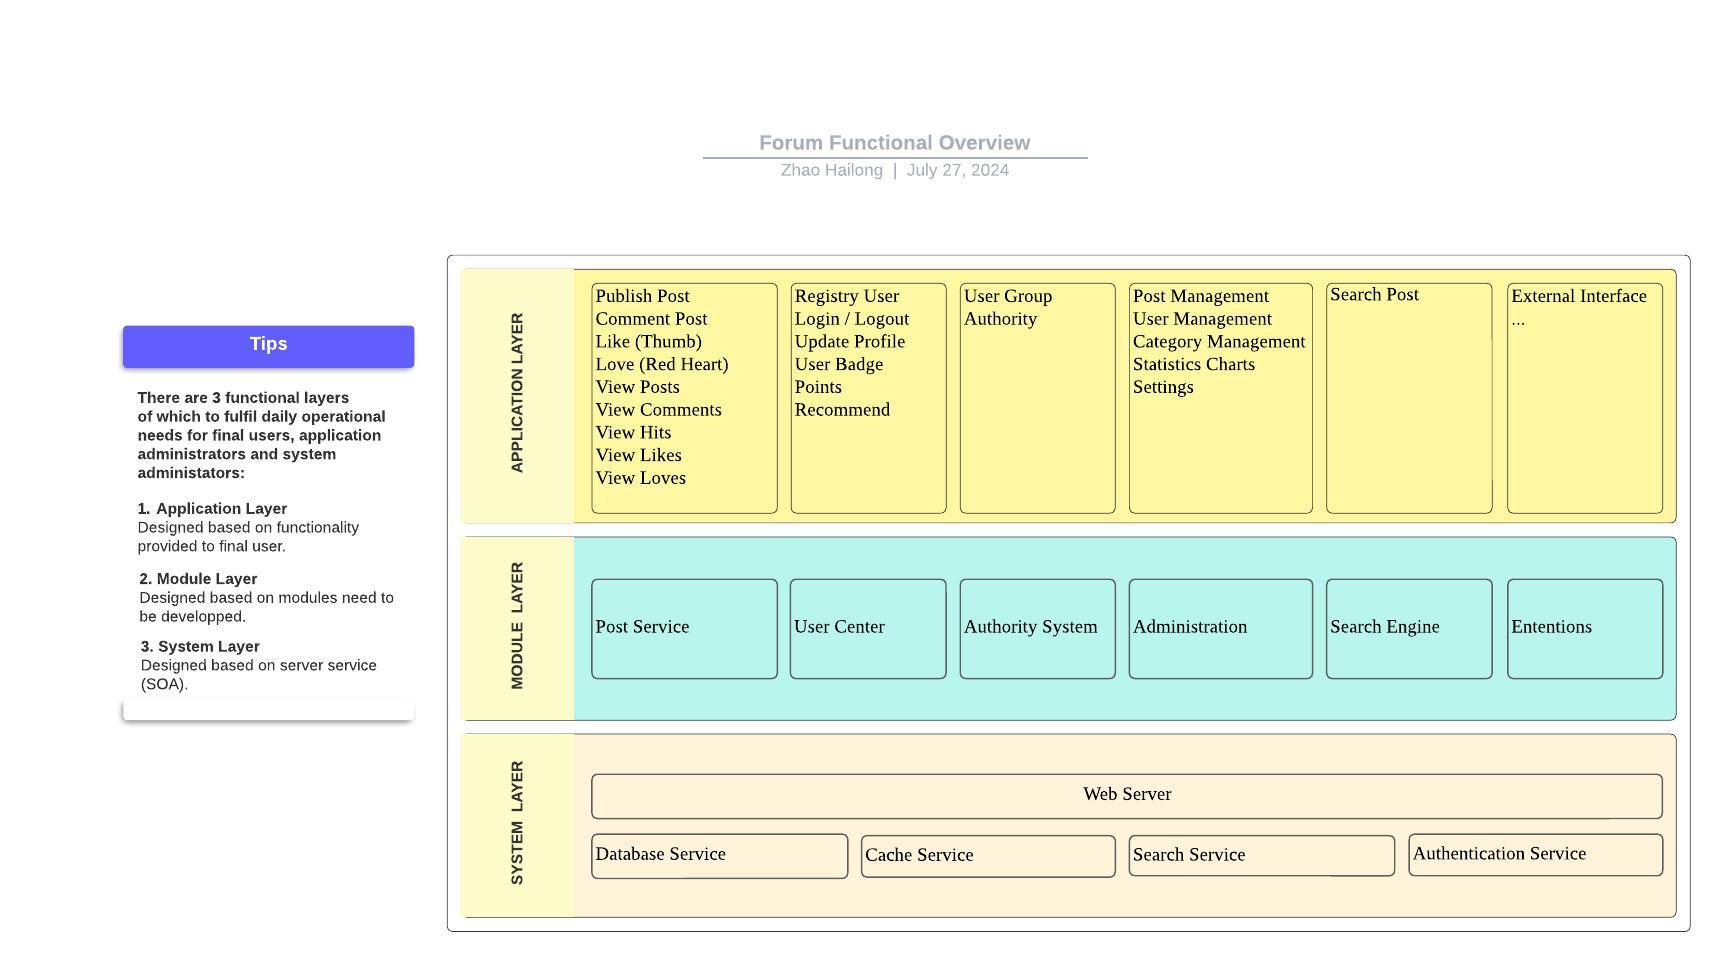 Forum Functional Overview
Zhao Hailong | July 27, 2024
Tips
There are 3 functional layers
of which to fulfil daily operational
needs for final users, application
administrators and system
administators:
1. Application Layer
Designed based on functionality
provided to final user.
2. Module Layer
Designed based on modules need to
be developped.
3. System Layer
Designed based on server service
(SOA).
APPLICATION LAYER
Publish Post
Comment Post
Like (Thumb)
Love (Red Heart)
View Posts
View Comments
View Hits
View Likes
View Loves
Registry User
Login / Logout
Update Profile
User Badge
Points
Recommend
User Group
Authority
Post Management
User Management
Category Management
Statistics Charts
Settings
Search Post
External Interface
...
MODULE LAYER
Post Service
User Center
Authority System
Administration
Search Engine
Ententions
SYSTEM LAYER
Web Server
Database Service
Cache Service
Search Service
Authentication Service